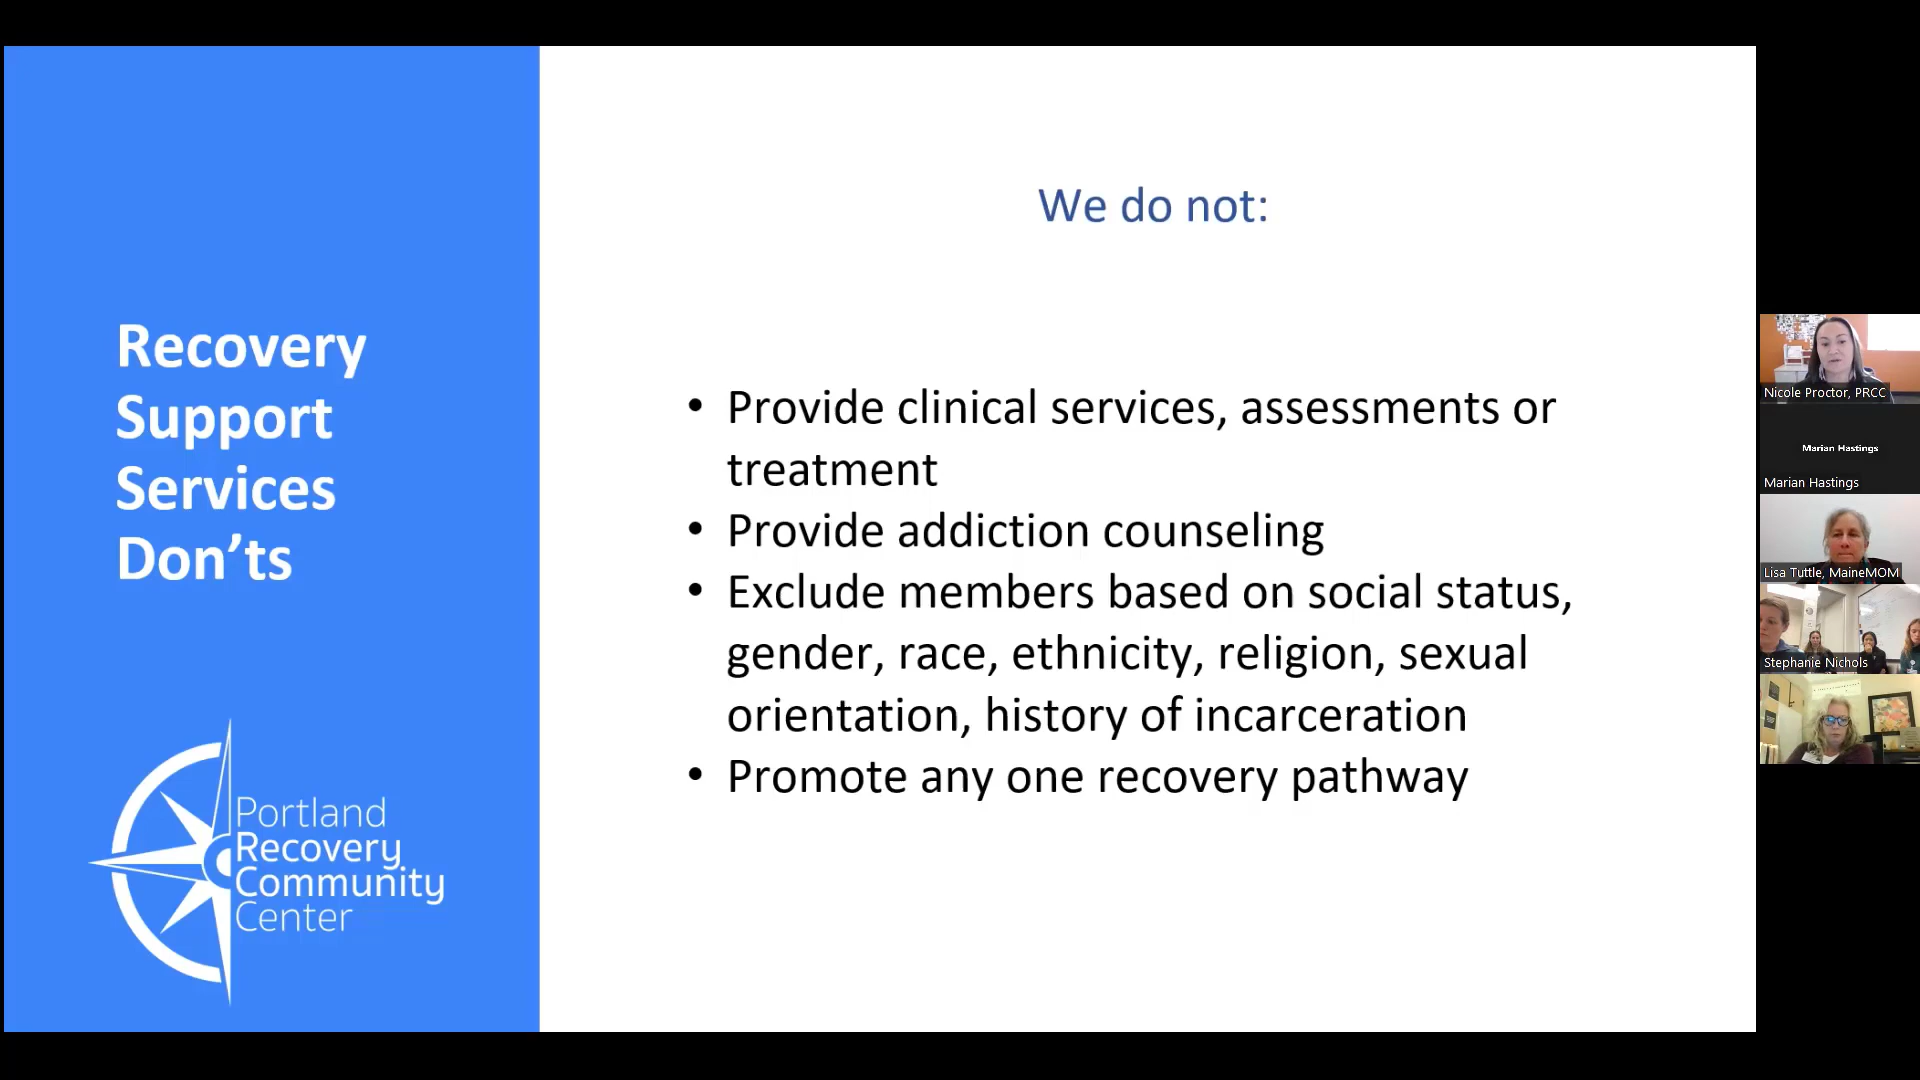 Recovery
Support
Services
Don’ts
Portland
Recovery
Community
Center
We do not:
• Provide clinical services, assessments or
treatment
• Provide addiction counseling
• Exclude members based on social status,
gender, race, ethnicity, religion, sexual
orientation, history of incarceration
• Promote any one recovery pathway
Nicole Proctor, PRCC
Marian Hastings
Marian Hastings
Lisa Tuttle, MaineMOM
Stephanie Nichols